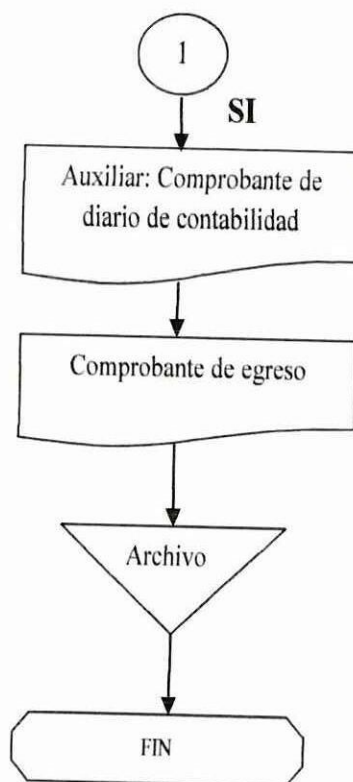 1
SI
Auxiliar: Comprobante de
diario de contabilidad
Comprobante de egreso
Archivo
FIN